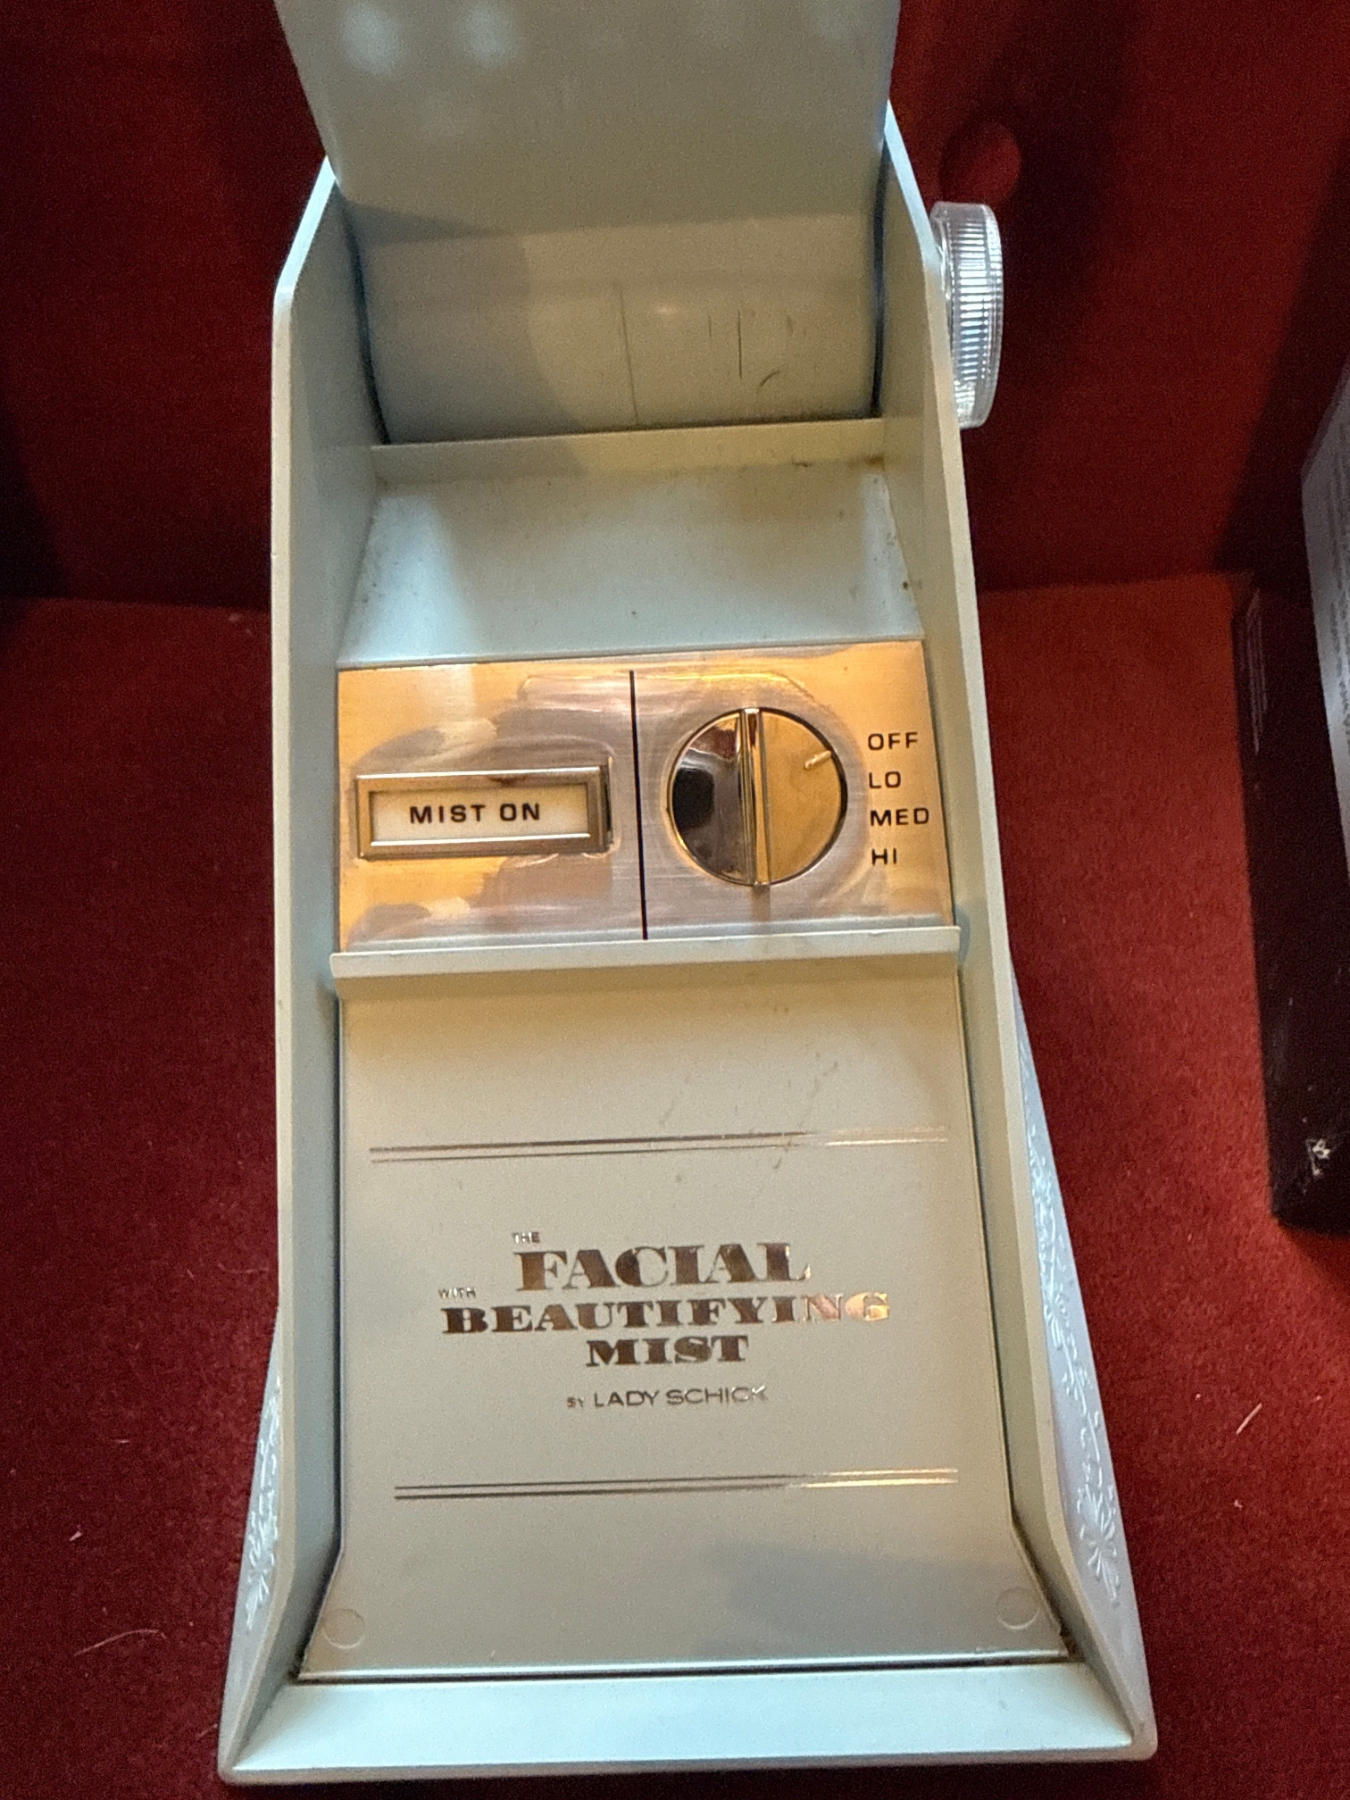 MIST ON
OFF
LO
MED
HI
THE
FACIAL
WITH
BEAUTIFYING
MIST
BY LADY SCHICK